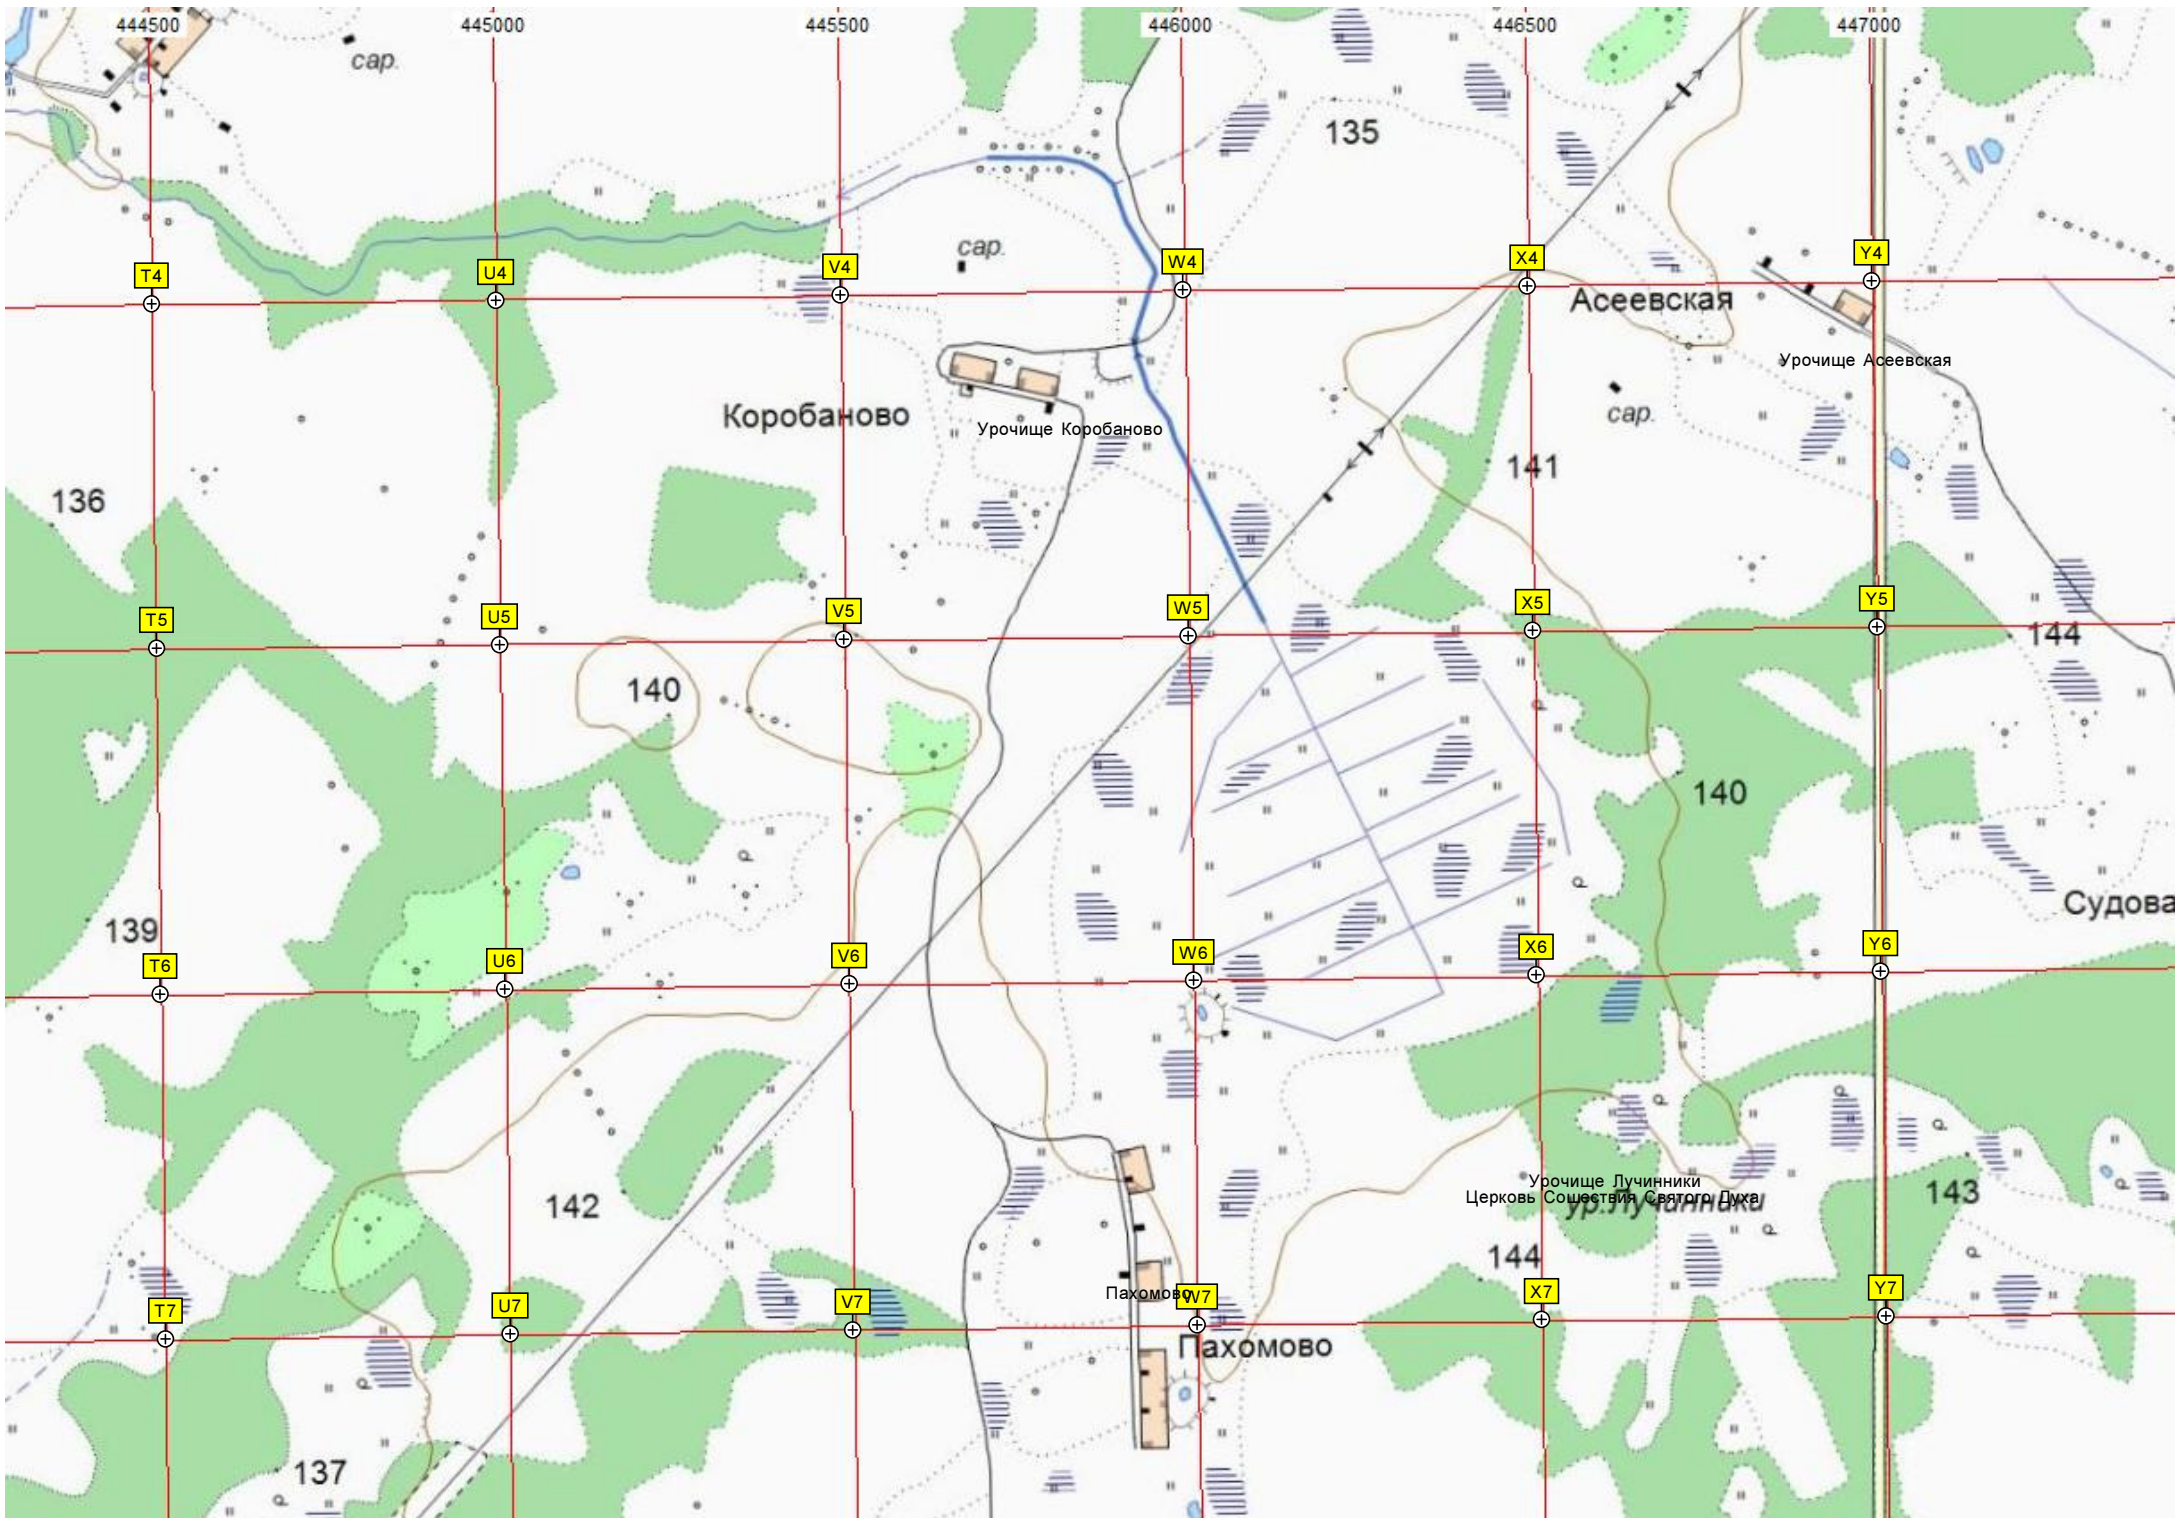 444500 445000 445500 446000 446500 447000
сар.
135
сар.
T4 U4 V4 W4 X4 Y4
Асеевская
Урочище Асеевская
Коробаново
Урочище Коробаново
сар.
141
136
T5 U5 V5 W5 X5 Y5
144
140
140
139
Судова
T6 U6 V6 W6 X6 Y6
142
Урочище Лучинники
Церковь Сошествия Святого Духа
ур. Лучинники
143
144
Пахомово
T7 U7 V7 W7 X7 Y7
Пахомово
137